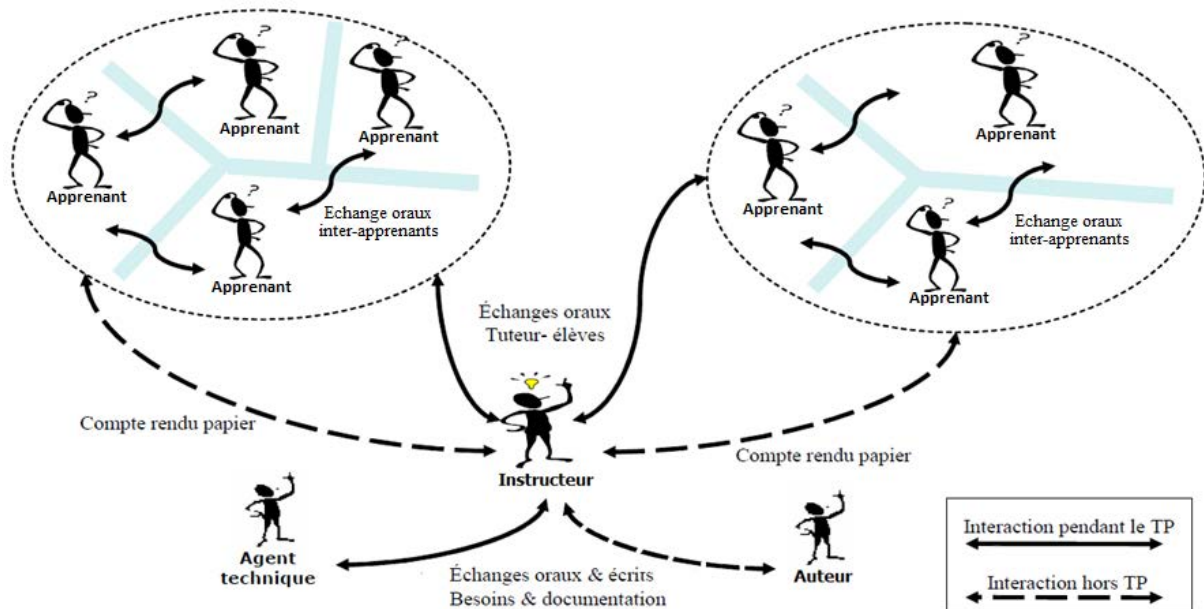 ?
?
?
Apprenant
Apprenant
?
Apprenant
Echange oraux
inter-apprenants
Apprenant
?
?
Apprenant
Apprenant
?
Echange oraux
inter-apprenants
Apprenant
Échanges oraux
Tuteur- élèves
Compte rendu papier
Compte rendu papier
Instructeur
Agent
technique
Échanges oraux & écrits
Besoins & documentation
Auteur
Interaction pendant le TP
Interaction hors TP